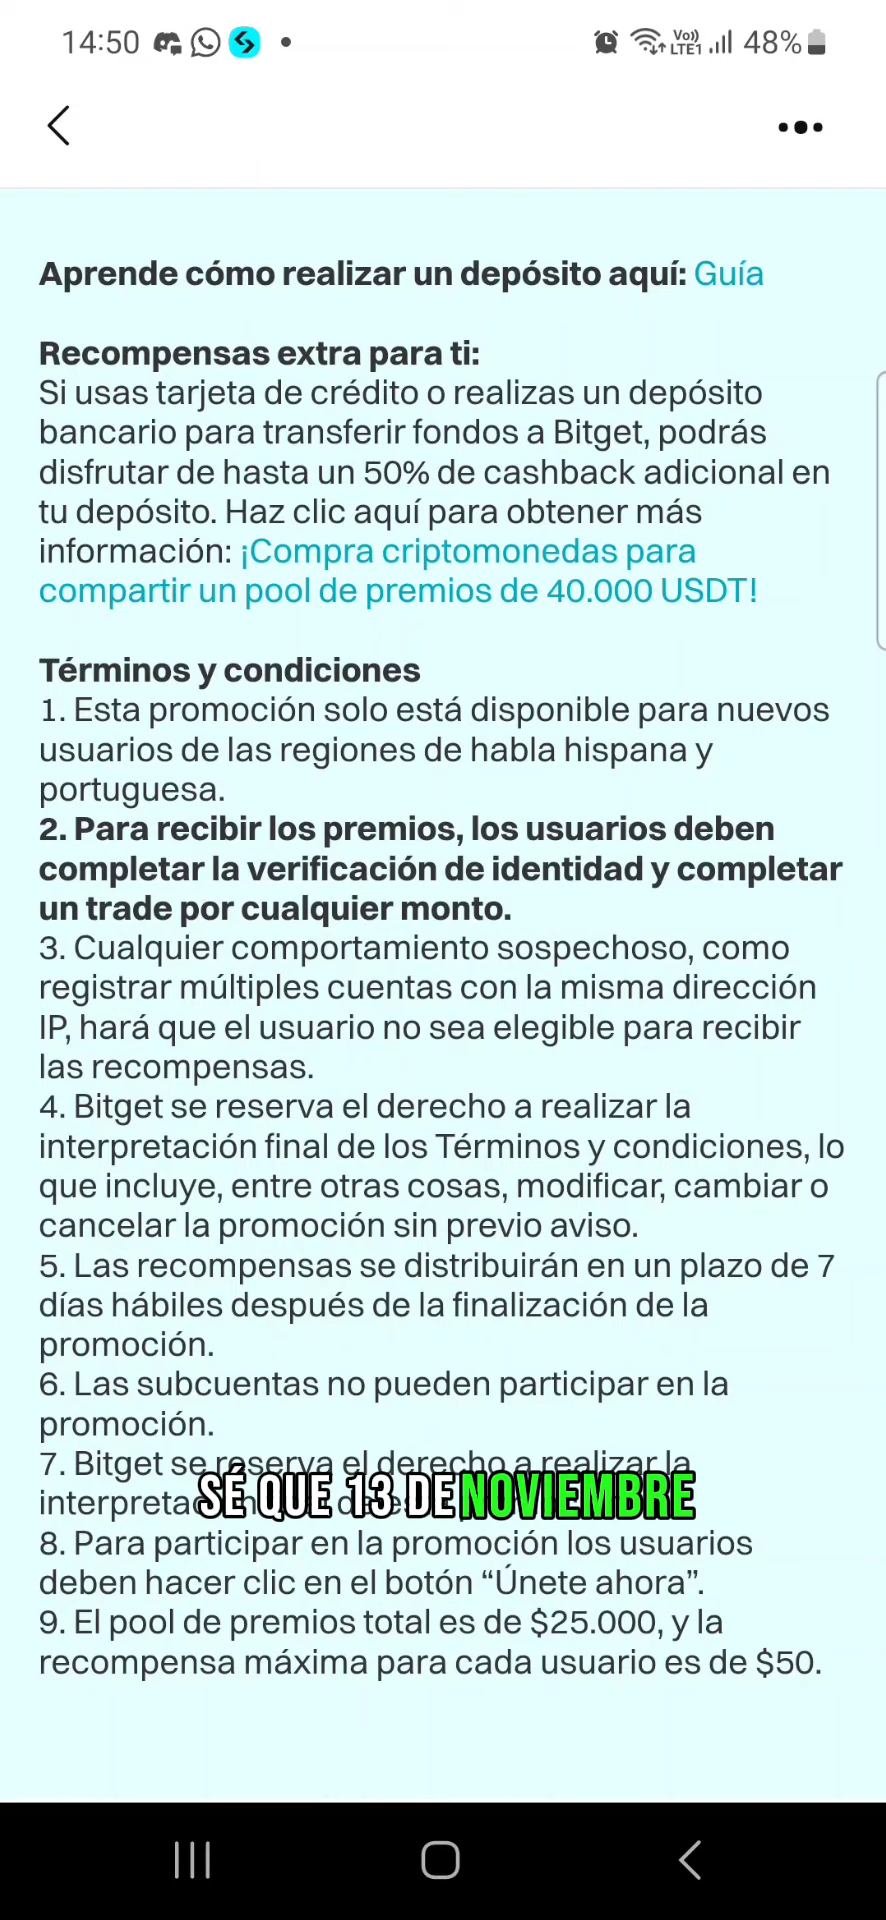 14:50
Vo))
LTE1
48%
Aprende cómo realizar un depósito aquí: Guía
Recompensas extra para ti:
Si usas tarjeta de crédito o realizas un depósito
bancario para transferir fondos a Bitget, podrás
disfrutar de hasta un 50% de cashback adicional en
tu depósito. Haz clic aquí para obtener más
información: ¡Compra criptomonedas para
compartir un pool de premios de 40.000 USDT!
Términos y condiciones
1. Esta promoción solo está disponible para nuevos
usuarios de las regiones de habla hispana y
portuguesa.
2. Para recibir los premios, los usuarios deben
completar la verificación de identidad y completar
un trade por cualquier monto.
3. Cualquier comportamiento sospechoso, como
registrar múltiples cuentas con la misma dirección
IP, hará que el usuario no sea elegible para recibir
las recompensas.
4. Bitget se reserva el derecho a realizar la
interpretación final de los Términos y condiciones, lo
que incluye, entre otras cosas, modificar, cambiar o
cancelar la promoción sin previo aviso.
5. Las recompensas se distribuirán en un plazo de 7
días hábiles después de la finalización de la
promoción.
6. Las subcuentas no pueden participar en la
promoción.
7. Bitget se reserva el derecho a realizar la
SÉ QUE 13 DE NOVIEMBRE
8. Para participar en la promoción los usuarios
deben hacer clic en el botón “Únete ahora”.
9. El pool de premios total es de $25.000, y la
recompensa máxima para cada usuario es de $50.